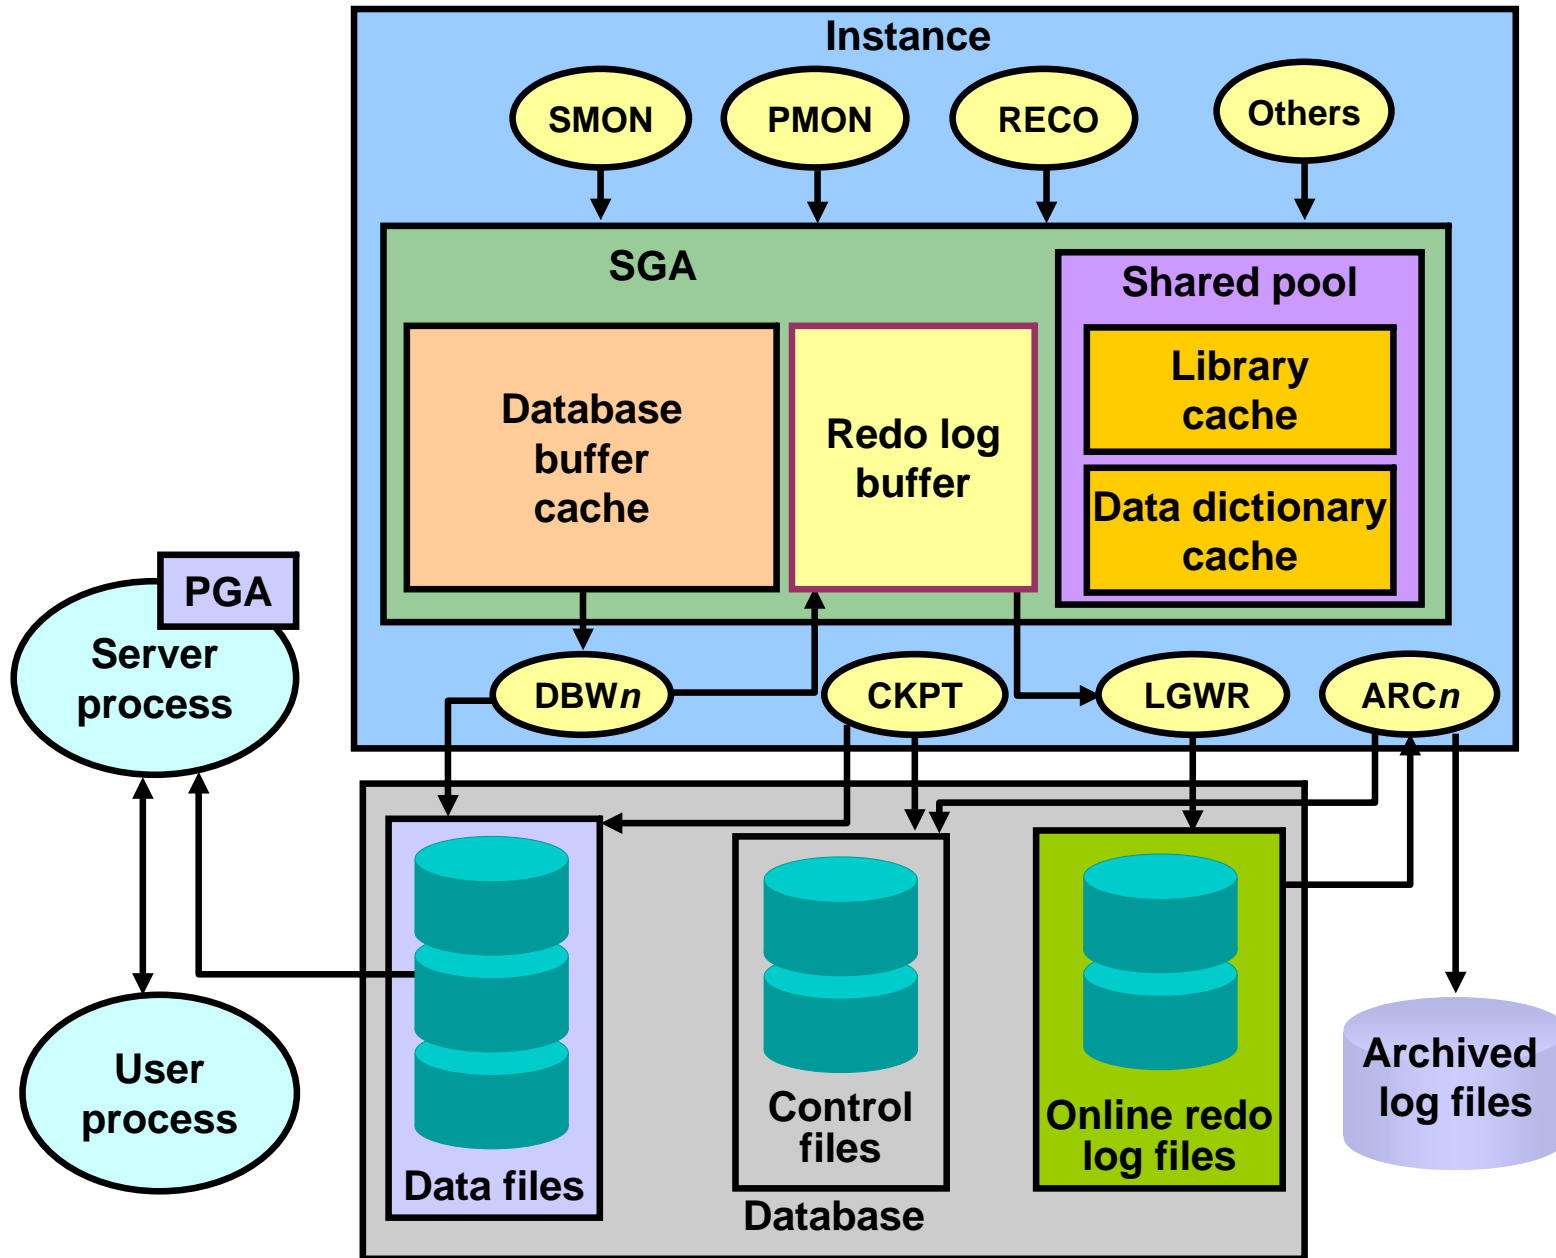 Instance
SMON
PMON
RECO
Others
SGA
Shared pool
Database
buffer
cache
Redo log
buffer
Library
cache
Data dictionary
cache
PGA
Server
process
DBWn
CKPT
LGWR
ARCn
User
process
Data files
Control
files
Online redo
log files
Archived
log files
Database